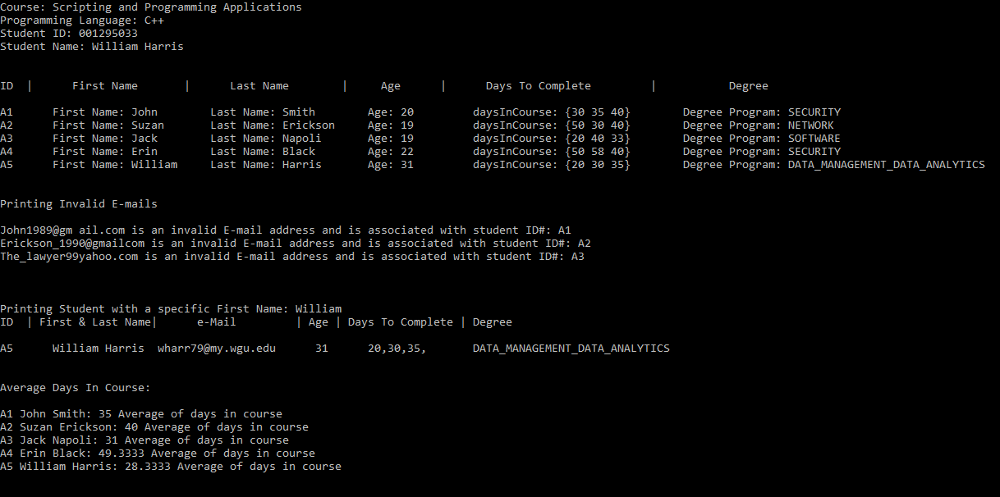 Course: Scripting and Programming Applications
Programming Language: C++
Student ID: 001295033
Student Name: William Harris
ID | First Name | Last Name | Age | Days To Complete | Degree
A1 First Name: John Last Name: Smith Age: 20 daysInCourse: {30 35 40} Degree Program: SECURITY
A2 First Name: Suzan Last Name: Erickson Age: 19 daysInCourse: {50 30 40} Degree Program: NETWORK
A3 First Name: Jack Last Name: Napoli Age: 19 daysInCourse: {20 40 33} Degree Program: SOFTWARE
A4 First Name: Erin Last Name: Black Age: 22 daysInCourse: {50 58 40} Degree Program: SECURITY
A5 First Name: William Last Name: Harris Age: 31 daysInCourse: {20 30 35} Degree Program: DATA_MANAGEMENT_DATA_ANALYTICS
Printing Invalid E-mails
John1989@gm ail.com is an invalid E-mail address and is associated with student ID#: A1
Erickson_1990@gmailcom is an invalid E-mail address and is associated with student ID#: A2
The_lawyer99yahoo.com is an invalid E-mail address and is associated with student ID#: A3
Printing Student with a specific First Name: William
ID | First & Last Name| e-Mail | Age | Days To Complete | Degree
A5 William Harris wharr79@my.wgu.edu 31 20,30,35, DATA_MANAGEMENT_DATA_ANALYTICS
Average Days In Course:
A1 John Smith: 35 Average of days in course
A2 Suzan Erickson: 40 Average of days in course
A3 Jack Napoli: 31 Average of days in course
A4 Erin Black: 49.3333 Average of days in course
A5 William Harris: 28.3333 Average of days in course